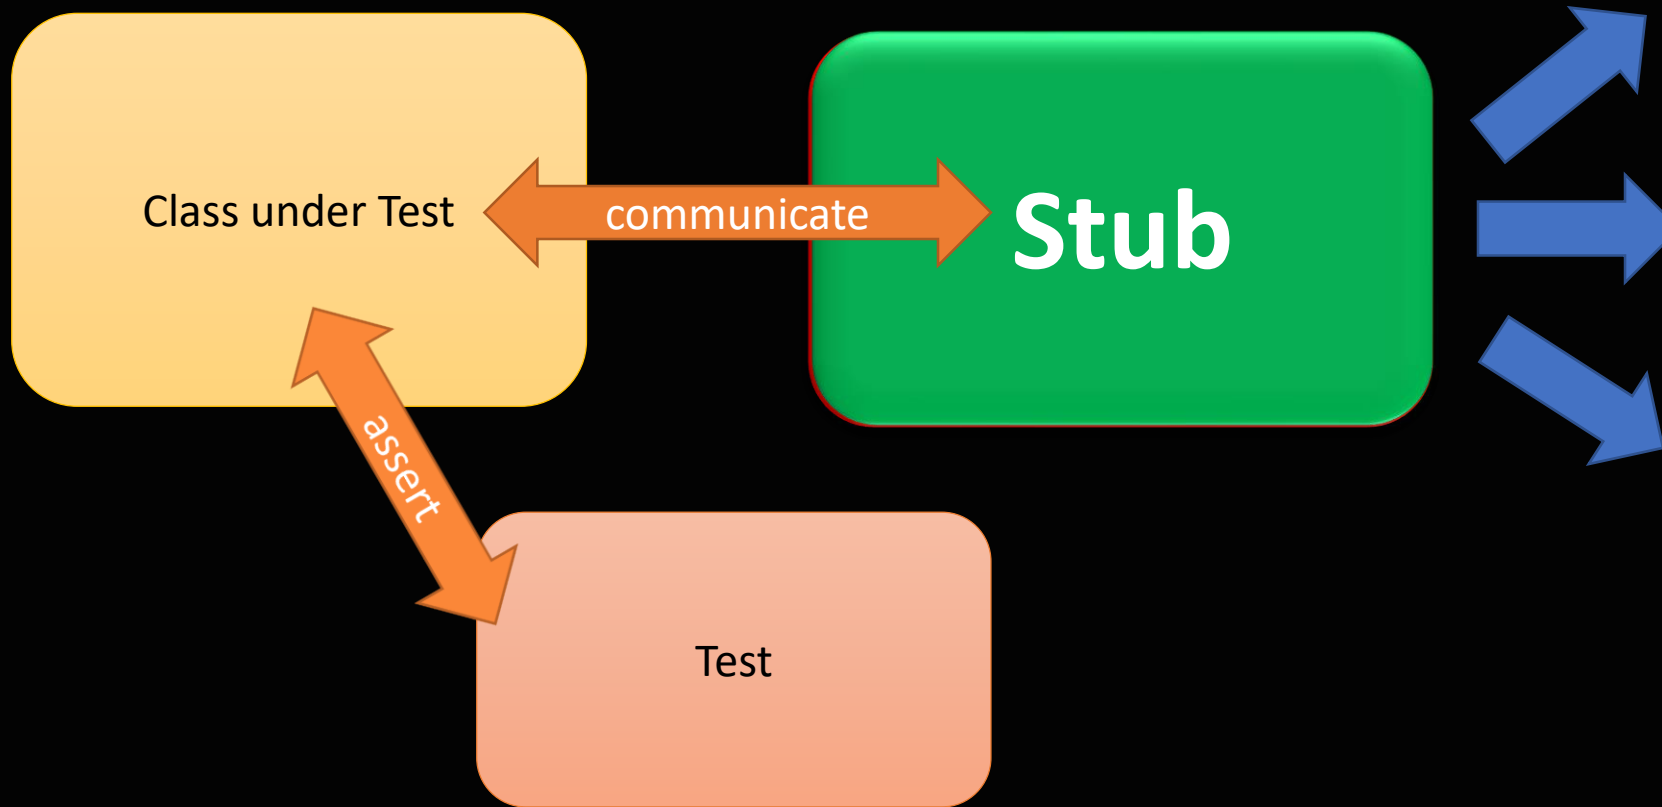 Class under Test
communicate
Stub
assert
Test